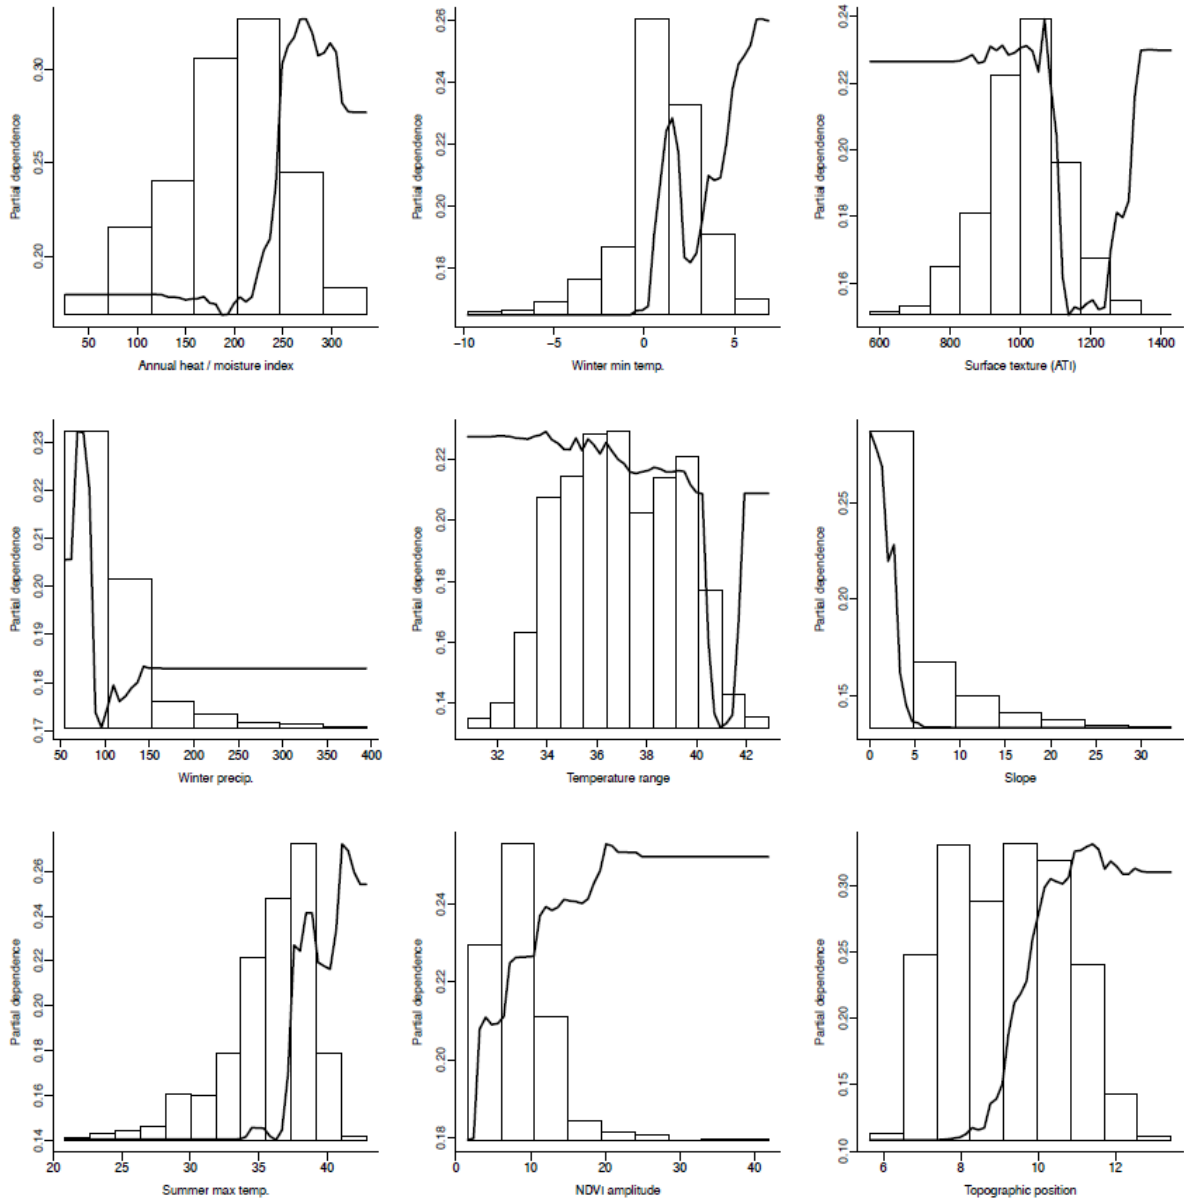 Partial dependence
0.20 0.25 0.30
50 100 150 200 250 300
Annual heat / moisture index
Partial dependence
0.18 0.20 0.22 0.24 0.26
−10 −5 0 5
Winter min temp.
Partial dependence
0.16 0.18 0.20 0.22 0.24
600 800 1000 1200 1400
Surface texture (ATI)
Partial dependence
0.17 0.18 0.19 0.20 0.21 0.22 0.23
50 100 150 200 250 300 350 400
Winter precip.
Partial dependence
0.14 0.16 0.18 0.20 0.22
32 34 36 38 40 42
Temperature range
Partial dependence
0.15 0.20 0.25
0 5 10 15 20 25 30
Slope
Partial dependence
0.14 0.16 0.18 0.20 0.22 0.24 0.26
20 25 30 35 40
Summer max temp.
Partial dependence
0.18 0.20 0.22 0.24
0 10 20 30 40
NDVI amplitude
Partial dependence
0.10 0.15 0.20 0.25 0.30
6 8 10 12
Topographic position